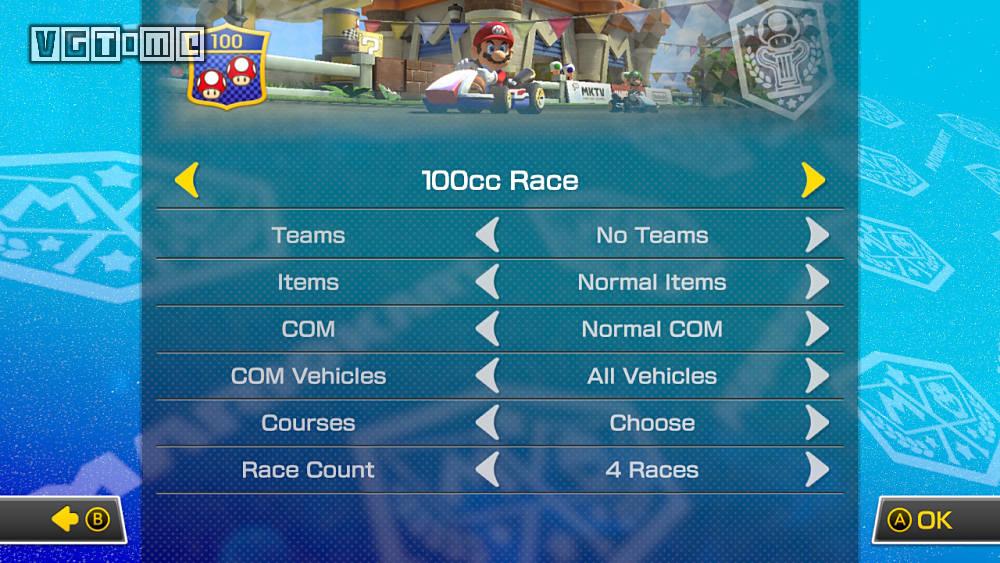 VGTIME
100
MKTV
100cc Race
Teams No Teams
Items Normal Items
COM Normal COM
COM Vehicles All Vehicles
Courses Choose
Race Count 4 Races
B
A OK